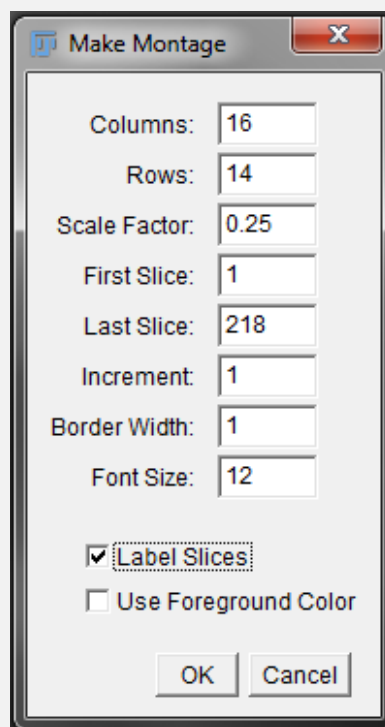 Make Montage
Columns: 16
Rows: 14
Scale Factor: 0.25
First Slice: 1
Last Slice: 218
Increment: 1
Border Width: 1
Font Size: 12
Label Slices
Use Foreground Color
OK Cancel